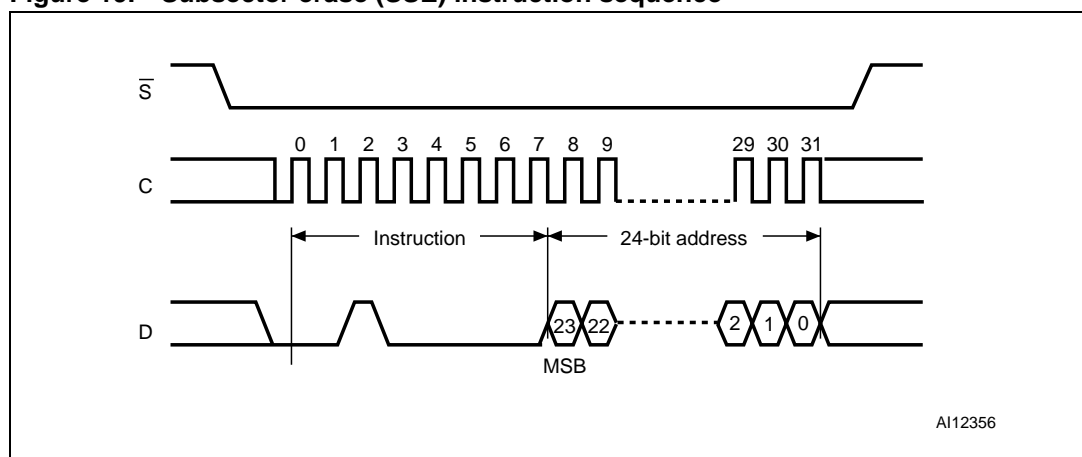 Figure 18. Subsector erase (SSE) instruction sequence
S
0 1 2 3 4 5 6 7 8 9 29 30 31
C
Instruction 24-bit address
D 23 22 2 1 0
MSB
AI12356